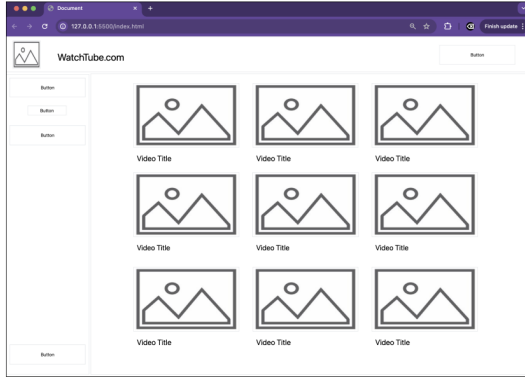 Document
127.0.0.1:5500/index.html
Finish update
WatchTube.com
Button
Button
Button
Button
Video Title
Video Title
Video Title
Video Title
Video Title
Video Title
Video Title
Video Title
Video Title
Button